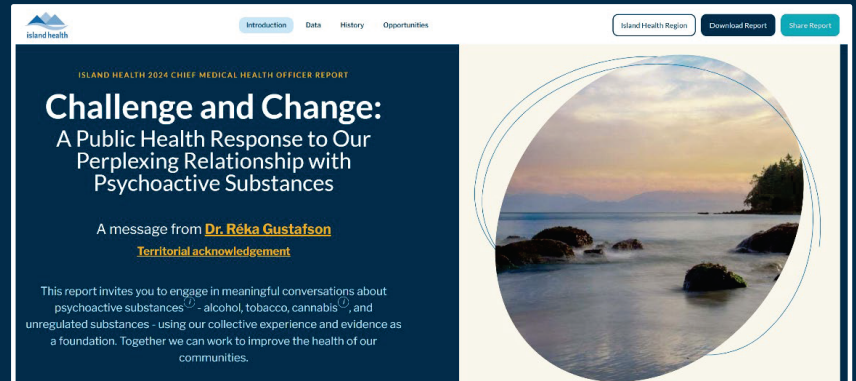 island health
Introduction
Data
History
Opportunities
Island Health Region
Download Report
Share Report
ISLAND HEALTH 2024 CHIEF MEDICAL HEALTH OFFICER REPORT
Challenge and Change:
A Public Health Response to Our
Perplexing Relationship with
Psychoactive Substances
A message from Dr. Réka Gustafson
Territorial acknowledgement
This report invites you to engage in meaningful conversations about
psychoactive substances i - alcohol, tobacco, cannabis i, and
unregulated substances - using our collective experience and evidence as
a foundation. Together we can work to improve the health of our
communities.